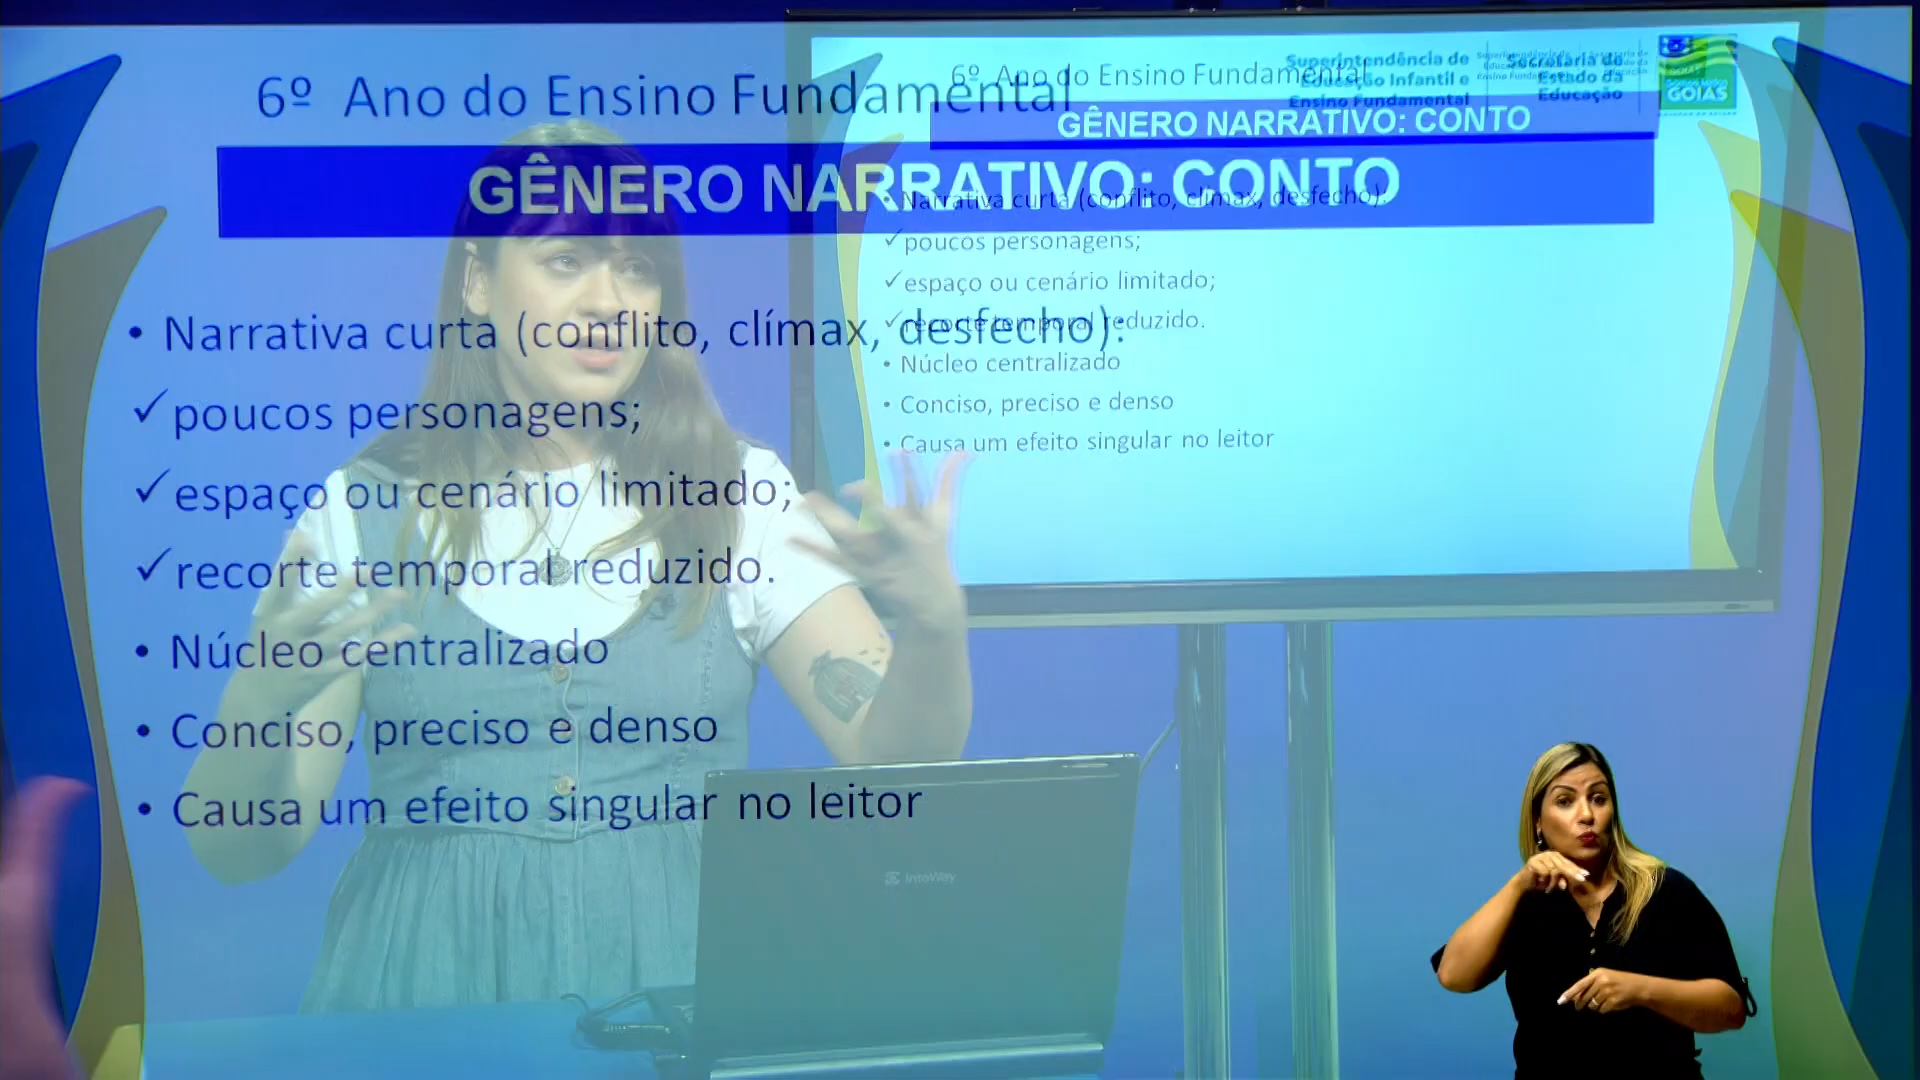 6º Ano do Ensino Fundamental
GÊNERO NARRATIVO: CONTO
• Narrativa curta (conflito, clímax, desfecho):
✓ poucos personagens;
✓ espaço ou cenário limitado;
✓ recorte temporal reduzido.
• Núcleo centralizado
• Conciso, preciso e denso
• Causa um efeito singular no leitor
6º Ano do Ensino Fundamental
Superintendência de
Educação Infantil e
Ensino Fundamental
Secretaria de
Estado da
Educação
GOIÁS
GÊNERO NARRATIVO: CONTO
• Narrativa curta (conflito, clímax, desfecho):
✓ poucos personagens;
✓ espaço ou cenário limitado;
✓ recorte temporal reduzido.
• Núcleo centralizado
• Conciso, preciso e denso
• Causa um efeito singular no leitor
InfoWay